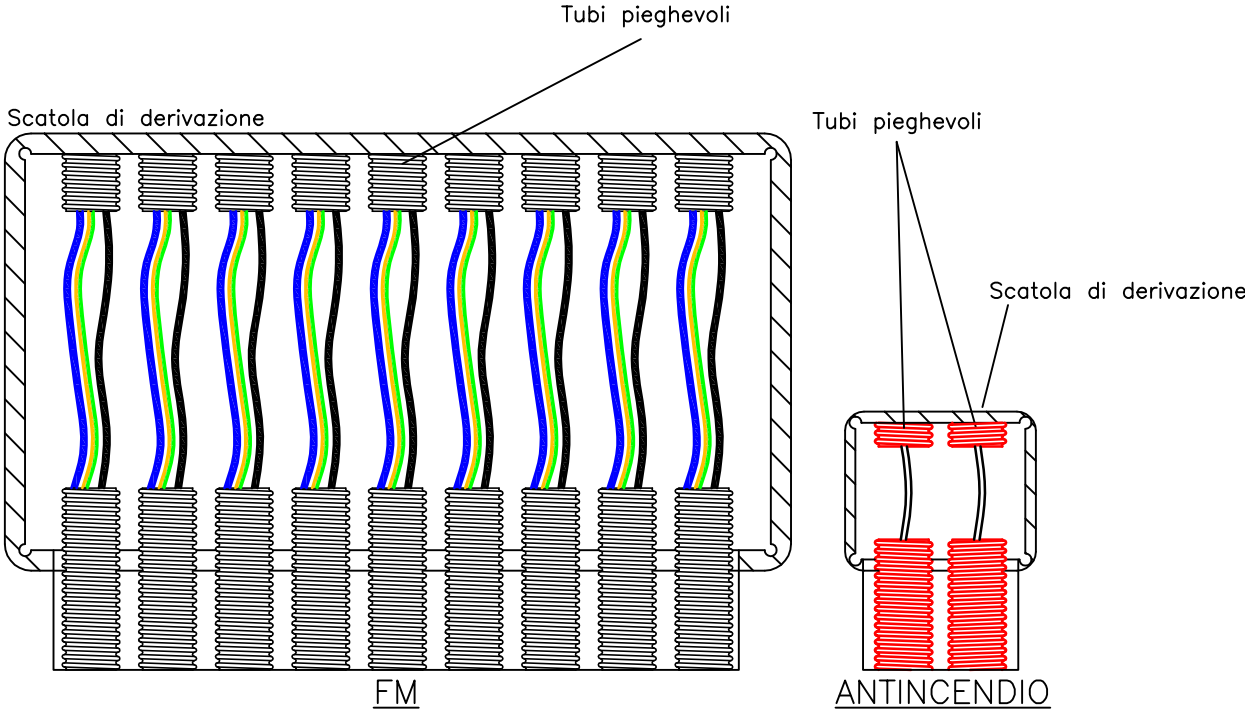 Tubi pieghevoli
Scatola di derivazione
Tubi pieghevoli
Scatola di derivazione
FM
ANTINCENDIO